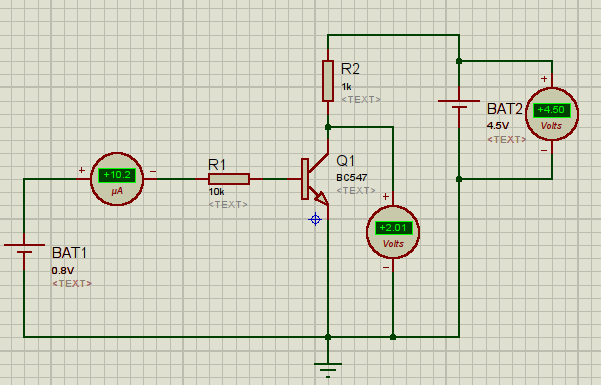 R2
1k
<TEXT>
+
BAT2
4.5V
<TEXT>
+4.50
Volts
−
+
+10.2
µA
−
R1
10k
<TEXT>
Q1
BC547
<TEXT>
+
+2.01
Volts
−
BAT1
0.8V
<TEXT>